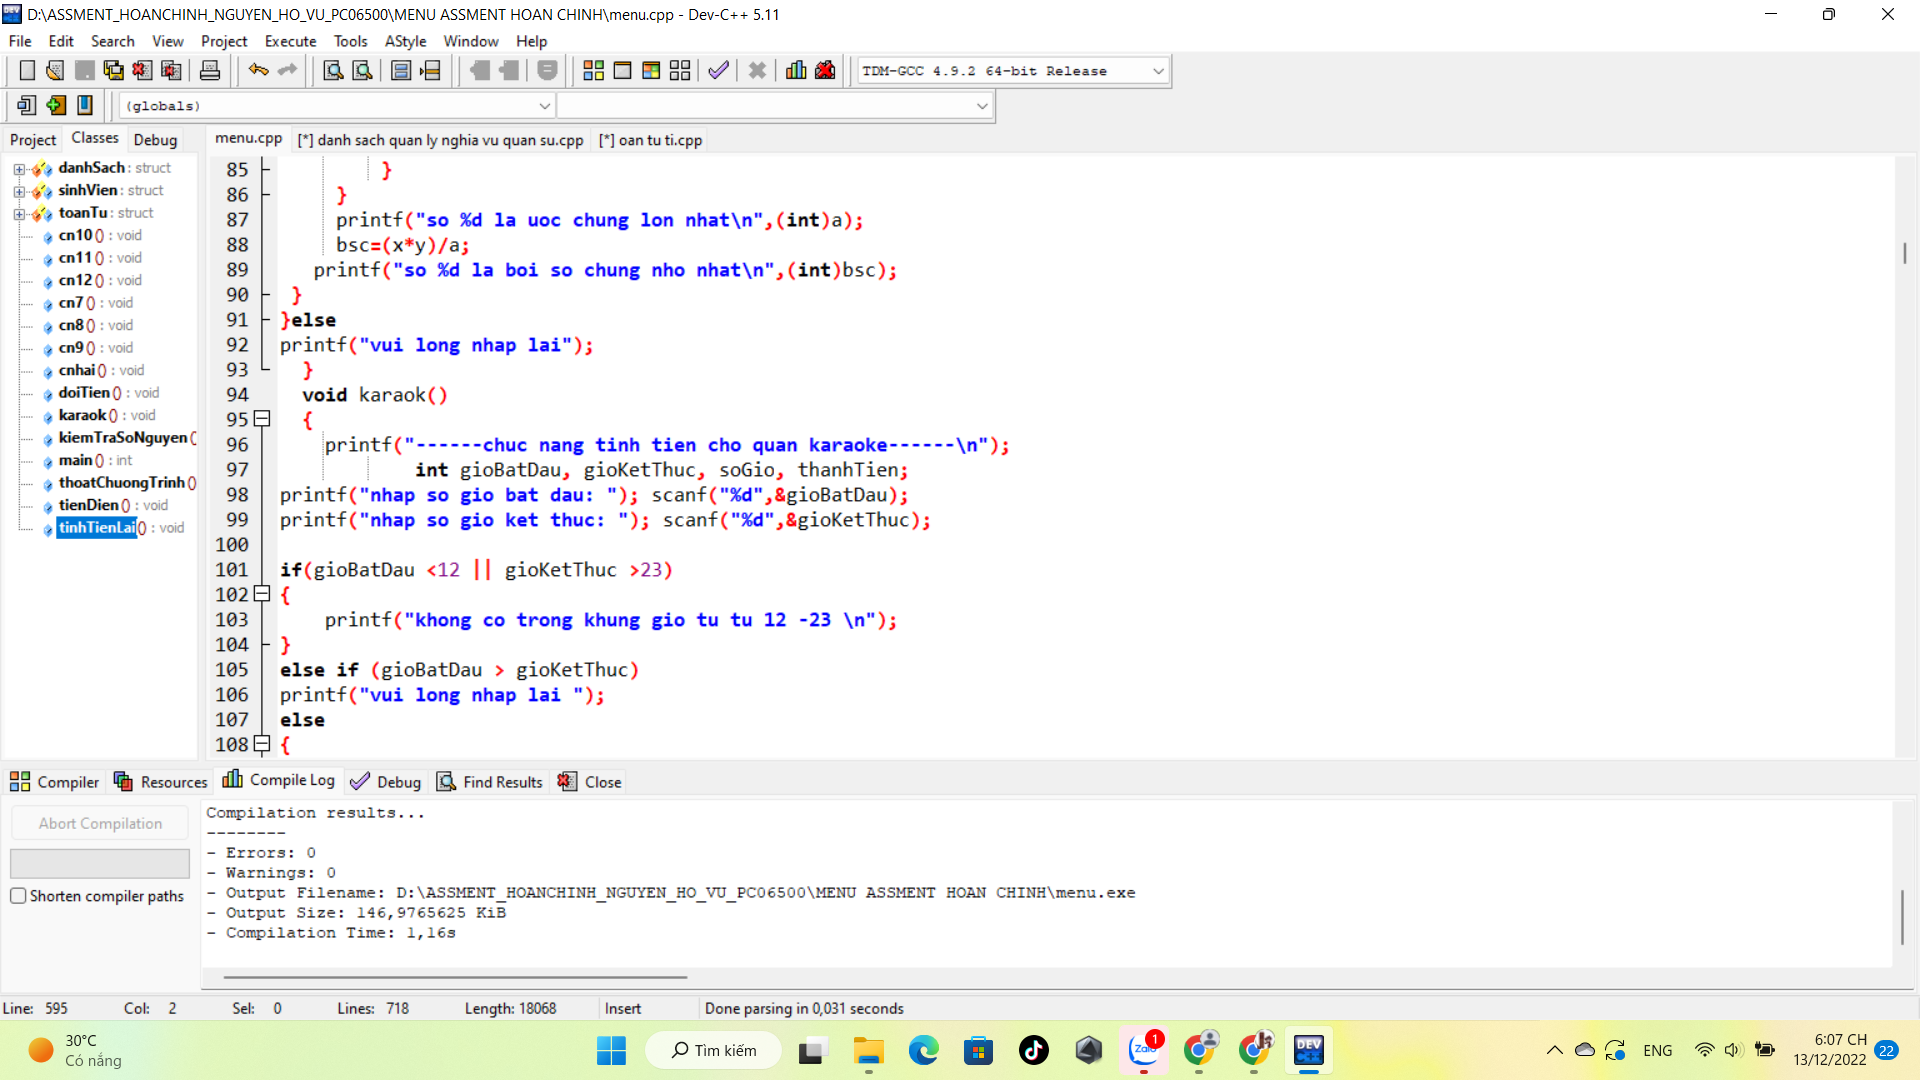 D:\ASSMENT_HOANCHINH_NGUYEN_HO_VU_PC06500\MENU ASSMENT HOAN CHINH\menu.cpp - Dev-C++ 5.11
File Edit Search View Project Execute Tools AStyle Window Help
TDM-GCC 4.9.2 64-bit Release
(globals)
Project Classes Debug
menu.cpp [*] danh sach quan ly nghia vu quan su.cpp [*] oan tu ti.cpp
danhSach : struct
sinhVien : struct
toanTu : struct
cn10 () : void
cn11 () : void
cn12 () : void
cn7 () : void
cn8 () : void
cn9 () : void
cnhai () : void
doiTien () : void
karaok () : void
kiemTraSoNguyen (
main () : int
thoatChuongTrinh ()
tienDien () : void
tinhTienLai () : void
85 }
86 }
87 printf("so %d la uoc chung lon nhat\n",(int)a);
88 bsc=(x*y)/a;
89 printf("so %d la boi so chung nho nhat\n",(int)bsc);
90 }
91 }else
92 printf("vui long nhap lai");
93 }
94 void karaok()
95 {
96 printf("------chuc nang tinh tien cho quan karaoke------\n");
97 int gioBatDau, gioKetThuc, soGio, thanhTien;
98 printf("nhap so gio bat dau: "); scanf("%d",&gioBatDau);
99 printf("nhap so gio ket thuc: "); scanf("%d",&gioKetThuc);
100
101 if(gioBatDau <12 || gioKetThuc >23)
102 {
103 printf("khong co trong khung gio tu tu 12 -23 \n");
104 }
105 else if (gioBatDau > gioKetThuc)
106 printf("vui long nhap lai ");
107 else
108 {
Compiler Resources Compile Log Debug Find Results Close
Abort Compilation
Shorten compiler paths
Compilation results...
--------
- Errors: 0
- Warnings: 0
- Output Filename: D:\ASSMENT_HOANCHINH_NGUYEN_HO_VU_PC06500\MENU ASSMENT HOAN CHINH\menu.exe
- Output Size: 146,9765625 KiB
- Compilation Time: 1,16s
Line: 595 Col: 2 Sel: 0 Lines: 718 Length: 18068 Insert Done parsing in 0,031 seconds
30°C
Có nắng
Tìm kiếm
Zalo
1
DEV
C++
ENG
6:07 CH
13/12/2022
22